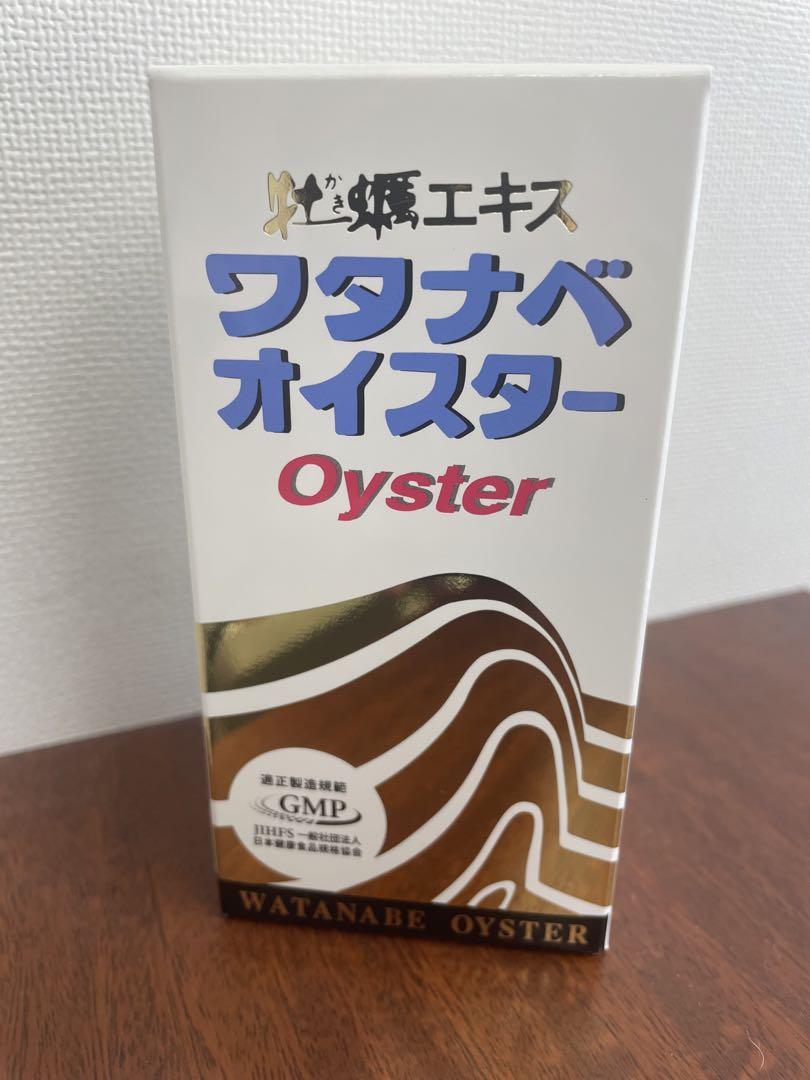 牡蠣エキス
かき
ワタナベ
オイスター
Oyster
適正製造規範
GMP
JIHFS 一般社団法人
日本健康食品規格協会
WATANABE OYSTER